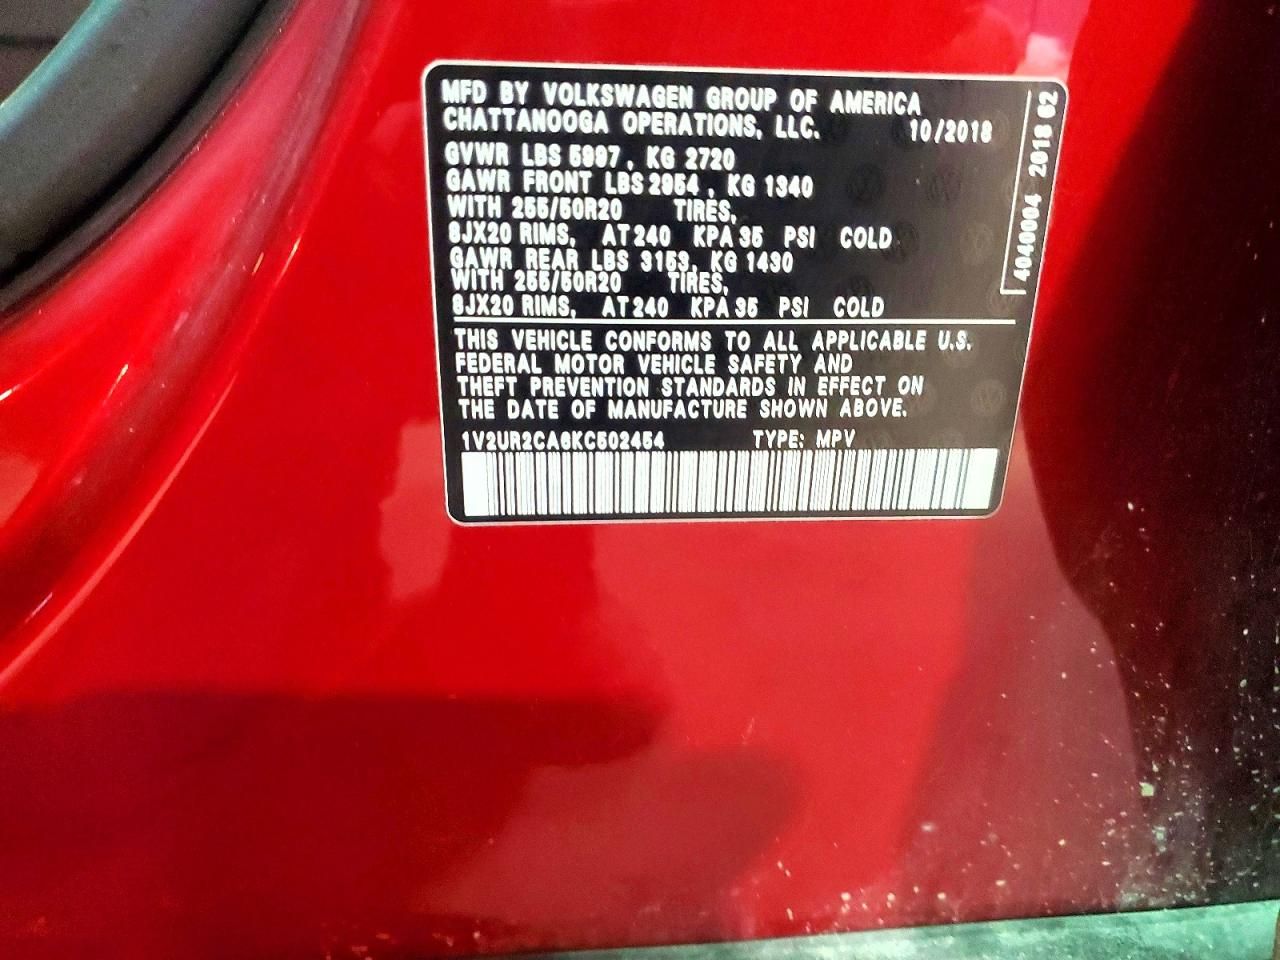 MFD BY VOLKSWAGEN GROUP OF AMERICA
CHATTANOOGA OPERATIONS, LLC. 10/2018
GVWR LBS 5997, KG 2720
GAWR FRONT LBS 2954, KG 1340
WITH 255/50R20 TIRES,
8JX20 RIMS, AT 240 KPA 35 PSI COLD
GAWR REAR LBS 3153, KG 1430
WITH 255/50R20 TIRES,
8JX20 RIMS, AT 240 KPA 35 PSI COLD
THIS VEHICLE CONFORMS TO ALL APPLICABLE U.S.
FEDERAL MOTOR VEHICLE SAFETY AND
THEFT PREVENTION STANDARDS IN EFFECT ON
THE DATE OF MANUFACTURE SHOWN ABOVE.
1V2UR2CA6KC502454 TYPE: MPV
4040004 2018 62